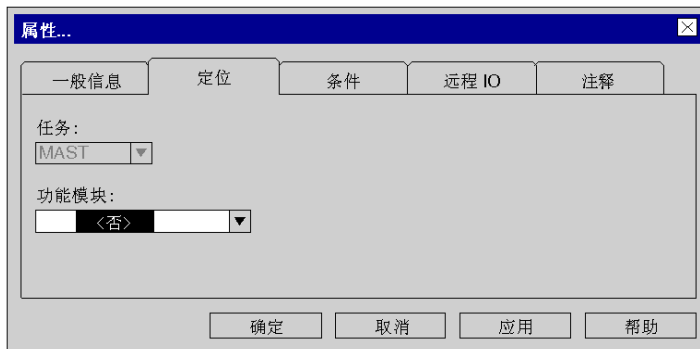 属性...
一般信息 定位 条件 远程 IO 注释
任务:
MAST
功能模块:
<否>
确定 取消 应用 帮助